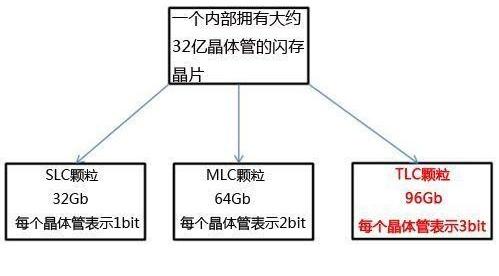 一个内部拥有大约
32亿晶体管的闪存
晶片
SLC颗粒
32Gb
每个晶体管表示1bit
MLC颗粒
64Gb
每个晶体管表示2bit
TLC颗粒
96Gb
每个晶体管表示3bit